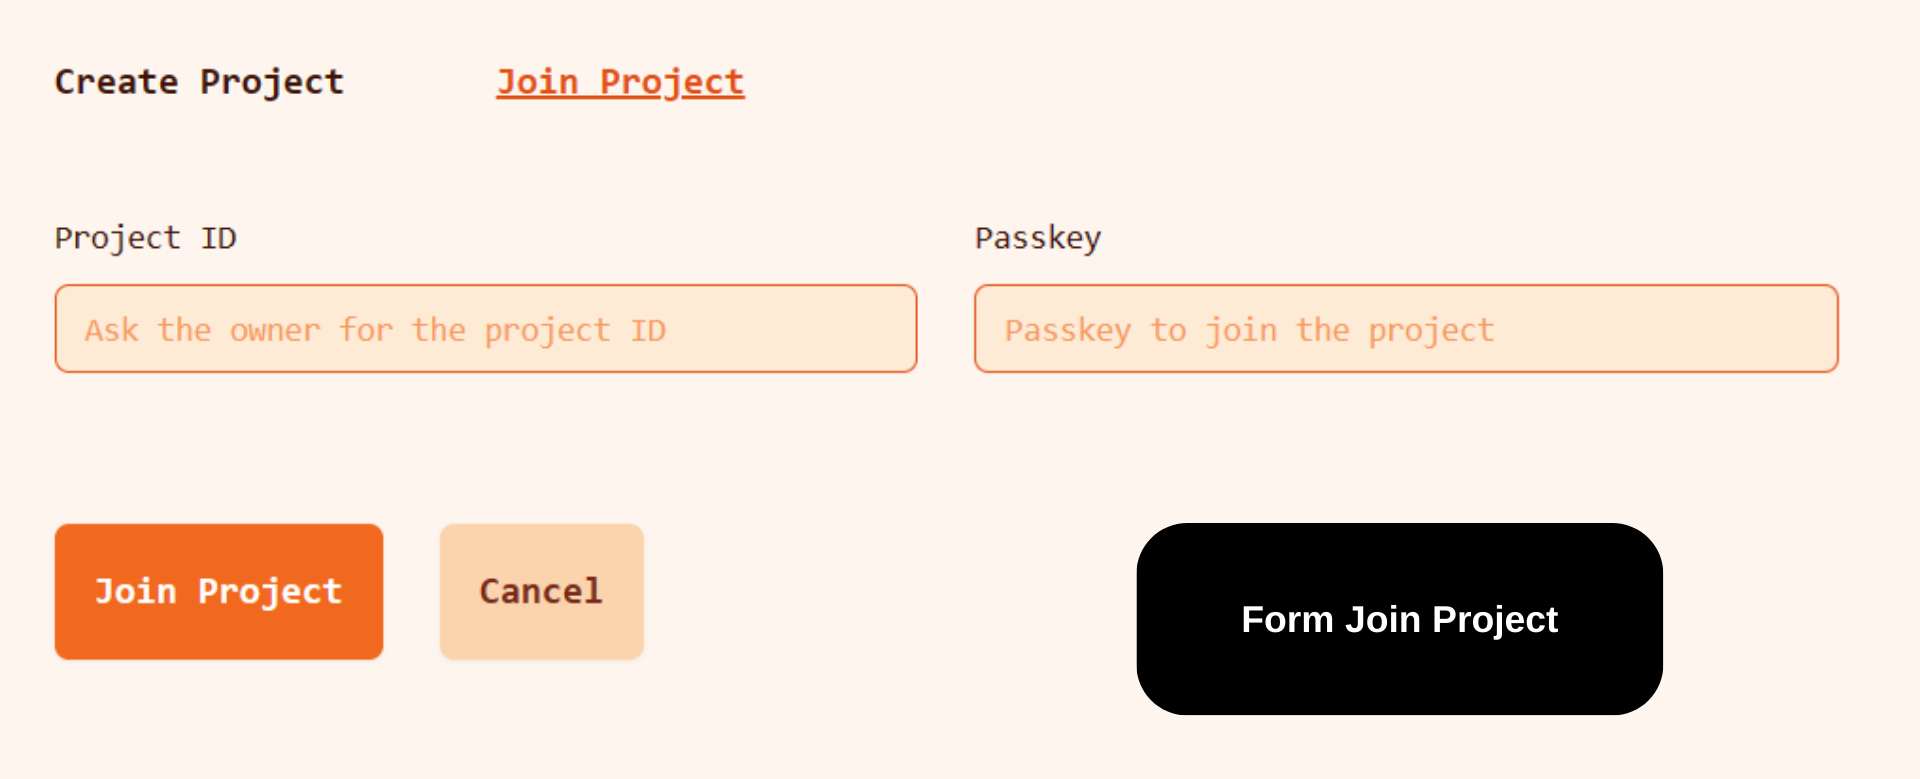 Create Project
Join Project
Project ID
Passkey
Ask the owner for the project ID
Passkey to join the project
Join Project
Cancel
Form Join Project